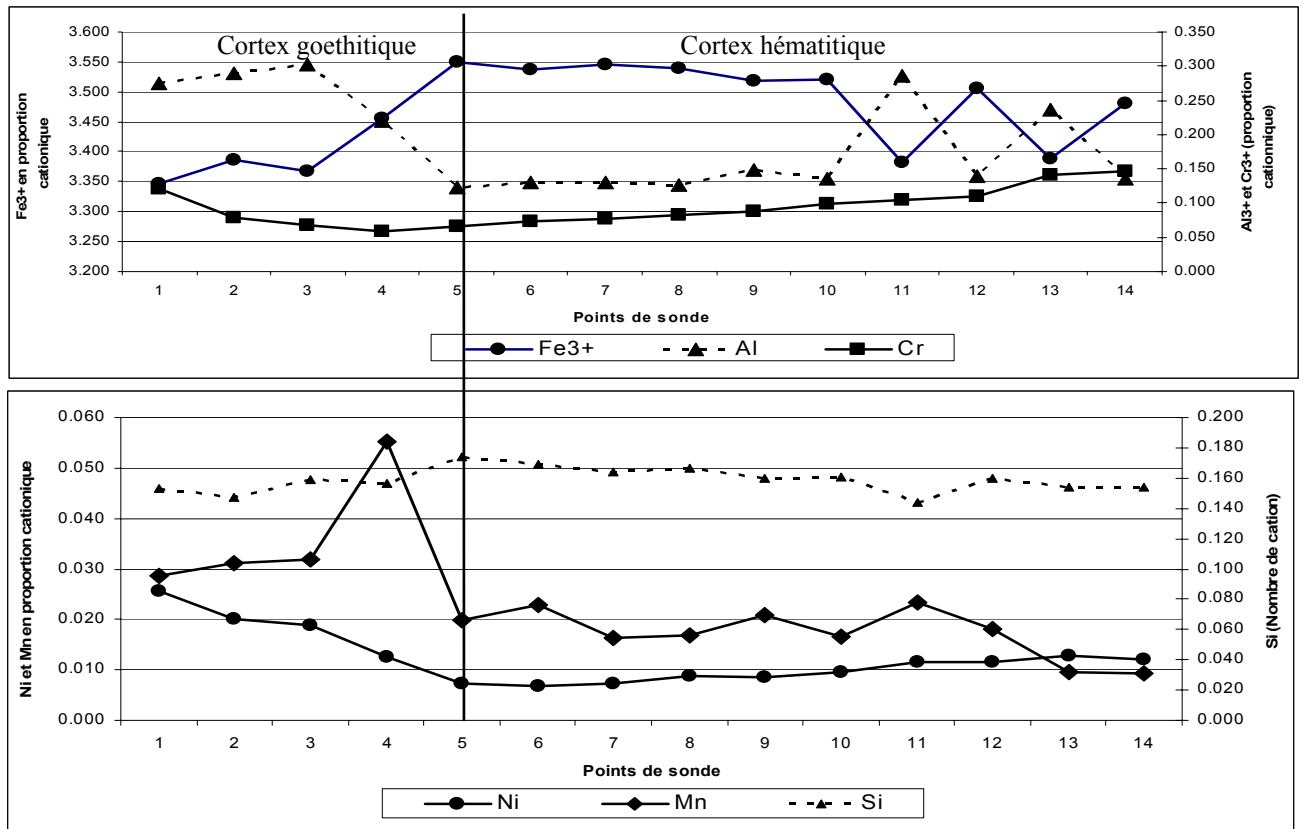 Cortex goethitique
Cortex hématitique
Fe3+ en proportion
cationique
3.600
3.550
3.500
3.450
3.400
3.350
3.300
3.250
3.200
0.350
0.300
0.250
0.200
0.150
0.100
0.050
0.000
Al3+ et Cr3+ (proportion
cationnique)
1 2 3 4 5 6 7 8 9 10 11 12 13 14
Points de sonde
Fe3+ Al Cr
Ni et Mn en proportion cationique
0.060
0.050
0.040
0.030
0.020
0.010
0.000
0.200
0.180
0.160
0.140
0.120
0.100
0.080
0.060
0.040
0.020
0.000
Si (Nombre de cation)
1 2 3 4 5 6 7 8 9 10 11 12 13 14
Points de sonde
Ni Mn Si